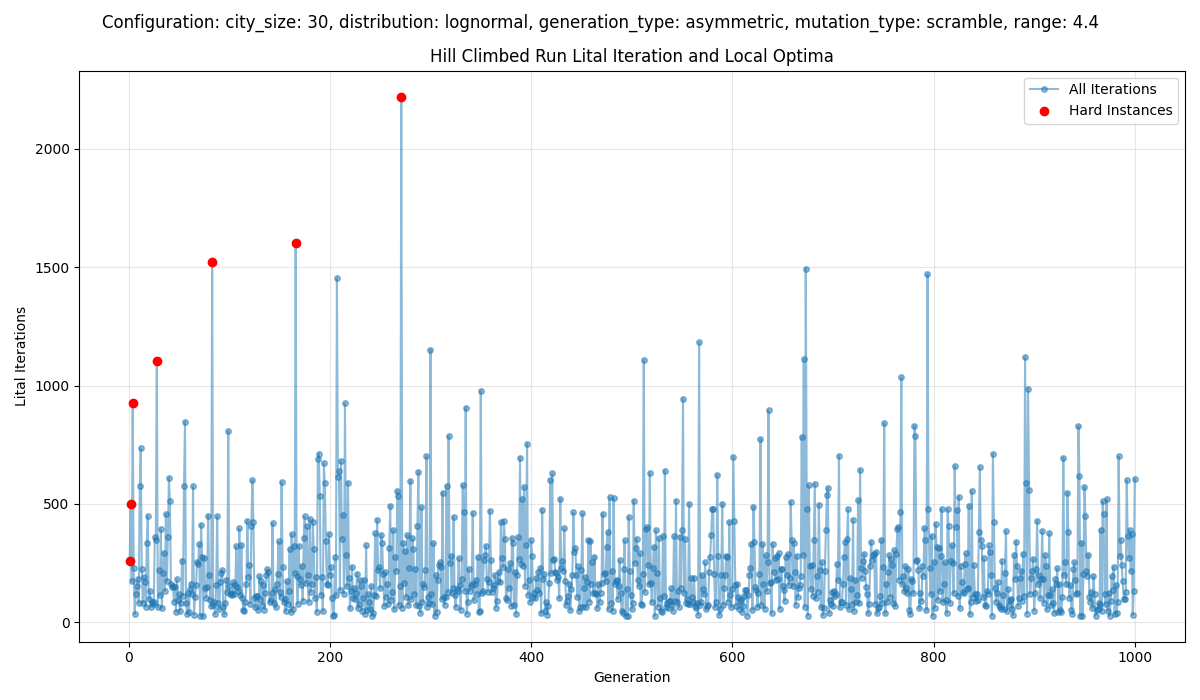 Configuration: city_size: 30, distribution: lognormal, generation_type: asymmetric, mutation_type: scramble, range: 4.4
Hill Climbed Run Lital Iteration and Local Optima
All Iterations
Hard Instances
2000
1500
1000
500
0
Lital Iterations
0 200 400 600 800 1000
Generation